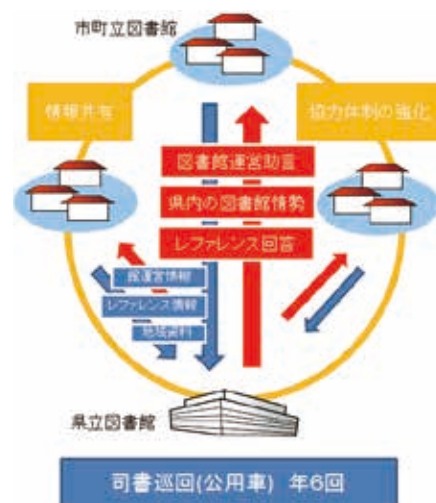 市町立図書館
情報共有
協力体制の強化
図書館運営助言
県内の図書館情勢
レファレンス回答
館運営情報
レファレンス情報
地域資料
県立図書館
司書巡回(公用車) 年6回